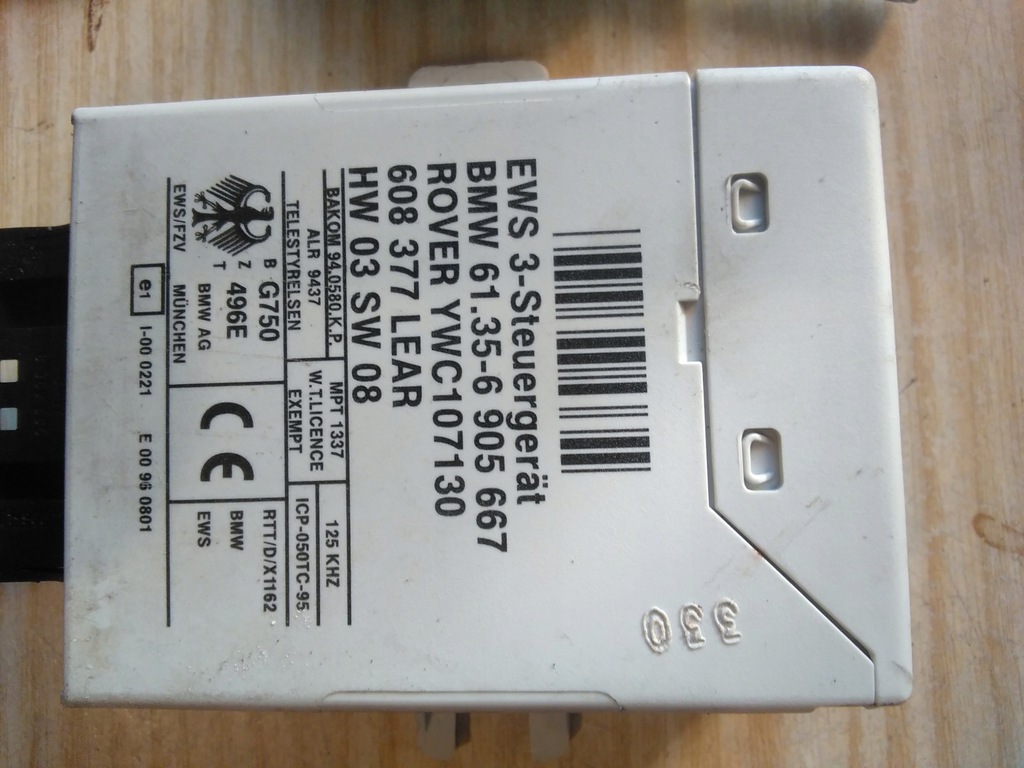 EWS 3-Steuergerät
BMW 61.35-6 905 667
ROVER YWC107130
608 377 LEAR
HW 03 SW 08
BAKOM 94.0580.K.P.
ALR 9437
TELESTYRELSEN
MPT 1337
W.T.LICENCE
EXEMPT
125 KHZ
ICP-050TC-95
B G750
Z 496E
T BMW AG
EWS/FZV MÜNCHEN
CE
RTT/D/X1162
BMW
EWS
e1 I-00 0221 E 00 96 0801
330